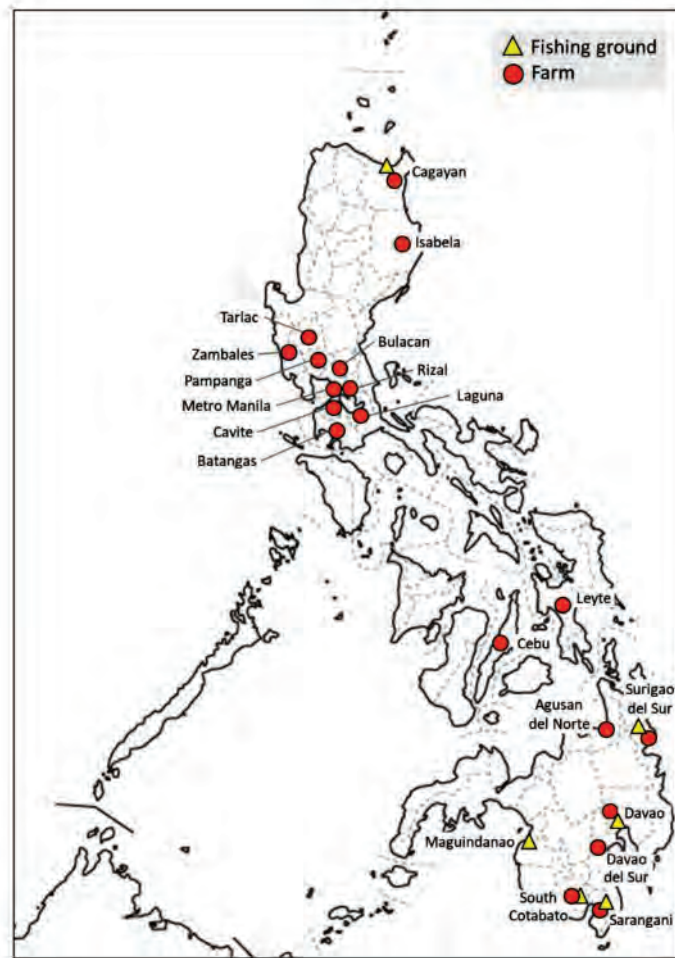 Fishing ground
Farm
Cagayan
Isabela
Tarlac
Bulacan
Zambales
Rizal
Pampanga
Laguna
Metro Manila
Cavite
Batangas
Leyte
Cebu
Surigao
del Sur
Agusan
del Norte
Davao
Maguindanao
Davao
del Sur
South
Cotabato
Sarangani